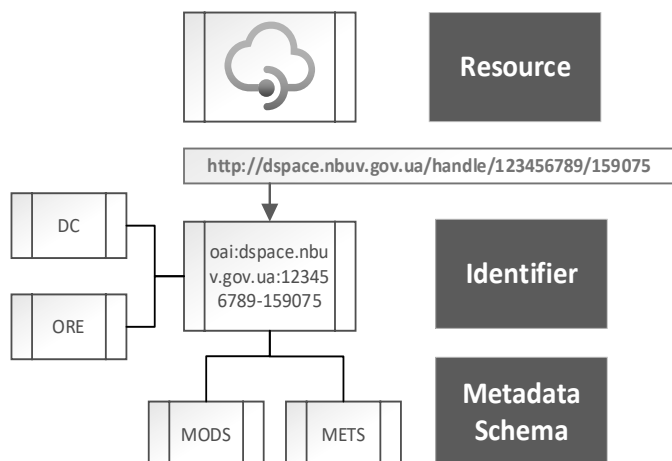 Resource
http://dspace.nbuv.gov.ua/handle/123456789/159075
DC
oai:dspace.nbu
v.gov.ua:12345
6789-159075
Identifier
ORE
Metadata
Schema
MODS
METS